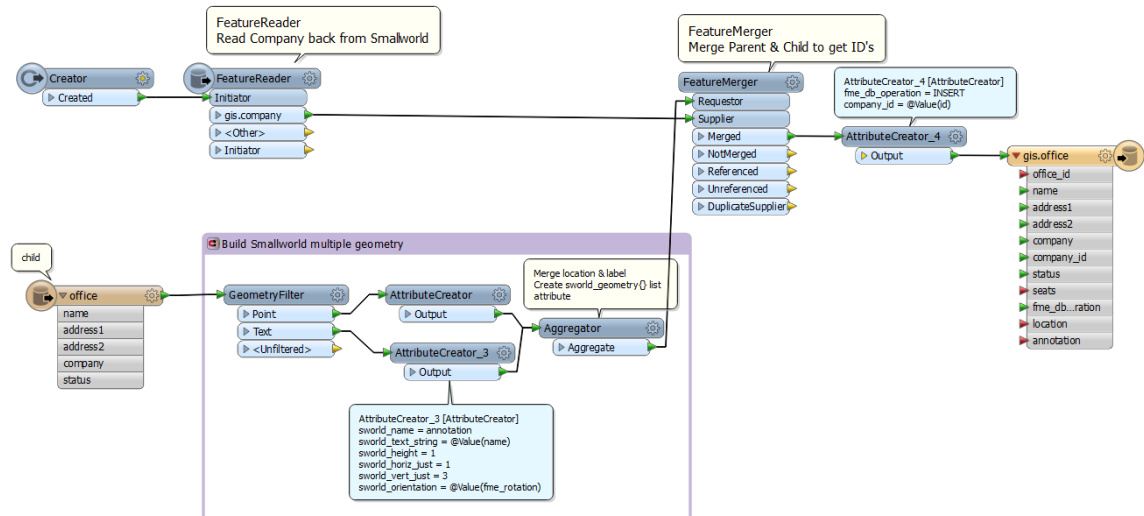 FeatureReader
Read Company back from Smallworld
Creator
Created
FeatureReader
Initiator
gis.company
<Other>
Initiator
FeatureMerger
Merge Parent & Child to get ID's
FeatureMerger
Requestor
Supplier
Merged
NotMerged
Referenced
Unreferenced
DuplicateSupplier
AttributeCreator_4 [AttributeCreator]
fme_db_operation = INSERT
company_id = @Value(id)
AttributeCreator_4
Output
gis.office
office_id
name
address1
address2
company
company_id
status
seats
fme_db...ration
location
annotation
child
office
name
address1
address2
company
status
Build Smallworld multiple geometry
GeometryFilter
Point
Text
<Unfiltered>
AttributeCreator
Output
AttributeCreator_3
Output
Merge location & label
Create sworld_geometry{} list
attribute
Aggregator
Aggregate
AttributeCreator_3 [AttributeCreator]
sworld_name = annotation
sworld_text_string = @Value(name)
sworld_height = 1
sworld_horiz_just = 1
sworld_vert_just = 3
sworld_orientation = @Value(fme_rotation)